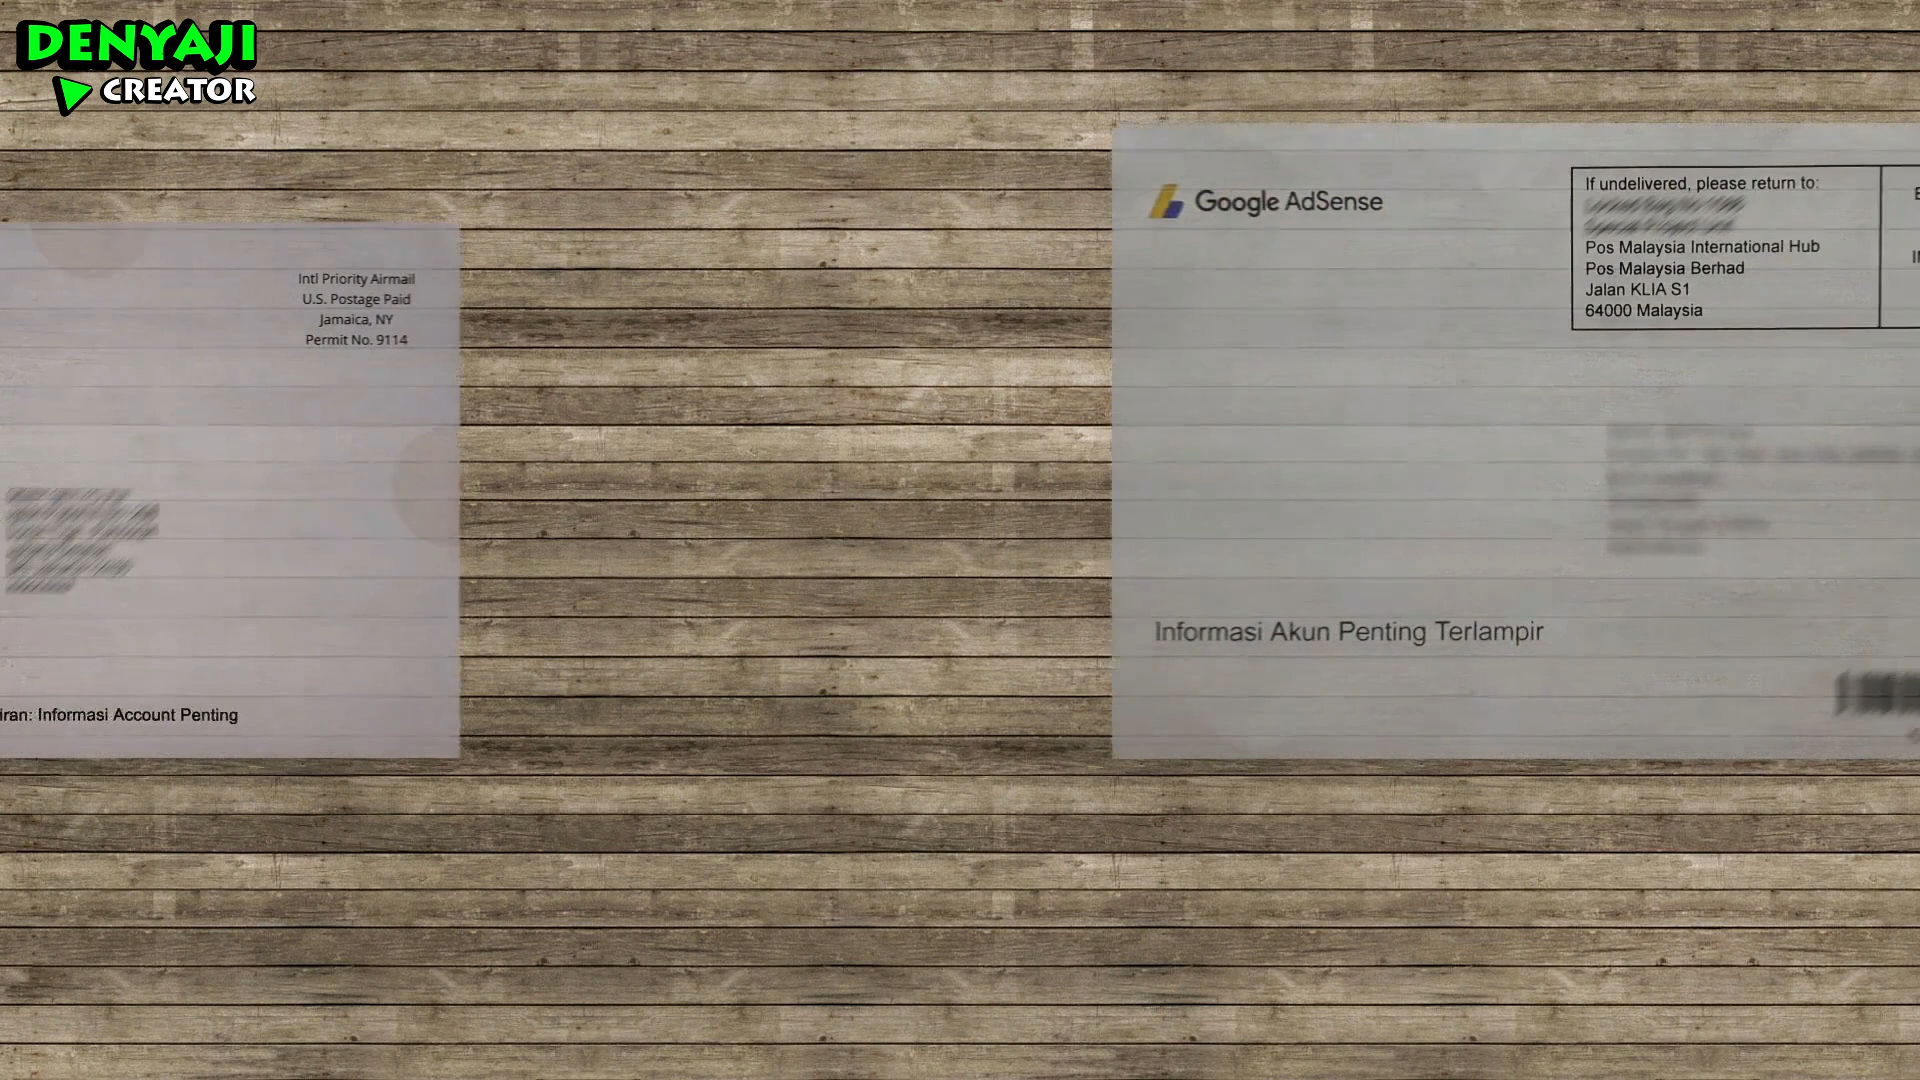 DENYAJI
CREATOR
Intl Priority Airmail
U.S. Postage Paid
Jamaica, NY
Permit No. 9114
iran: Informasi Account Penting
Google AdSense
If undelivered, please return to:
Pos Malaysia International Hub
Pos Malaysia Berhad
Jalan KLIA S1
64000 Malaysia
Informasi Akun Penting Terlampir